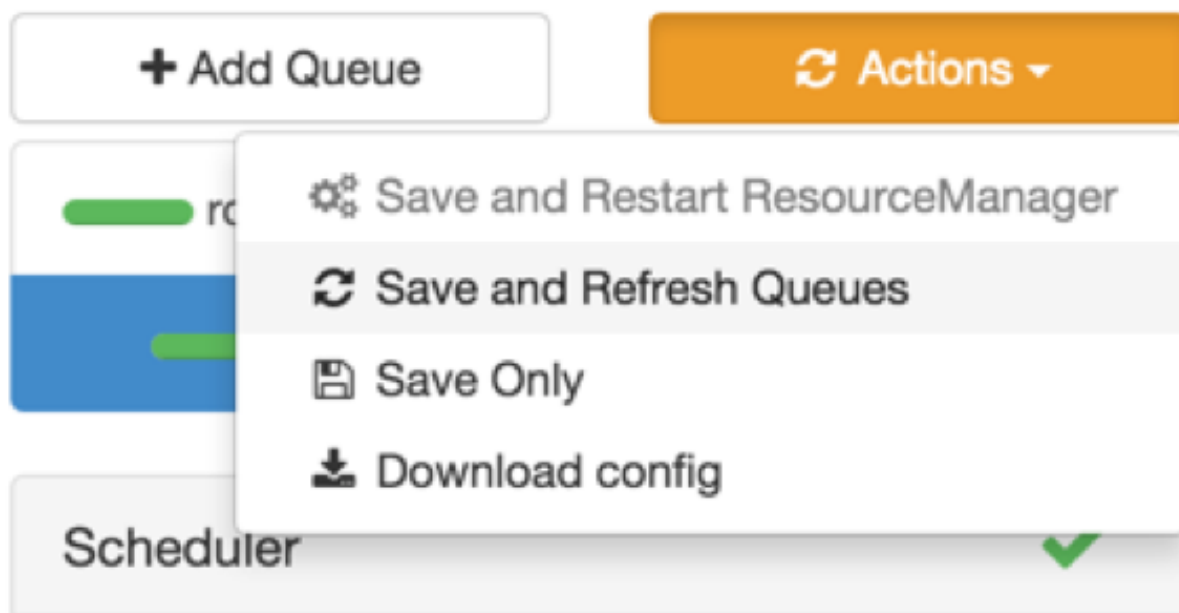 Add Queue
Actions
Save and Restart ResourceManager
Save and Refresh Queues
Save Only
Download config
Scheduler